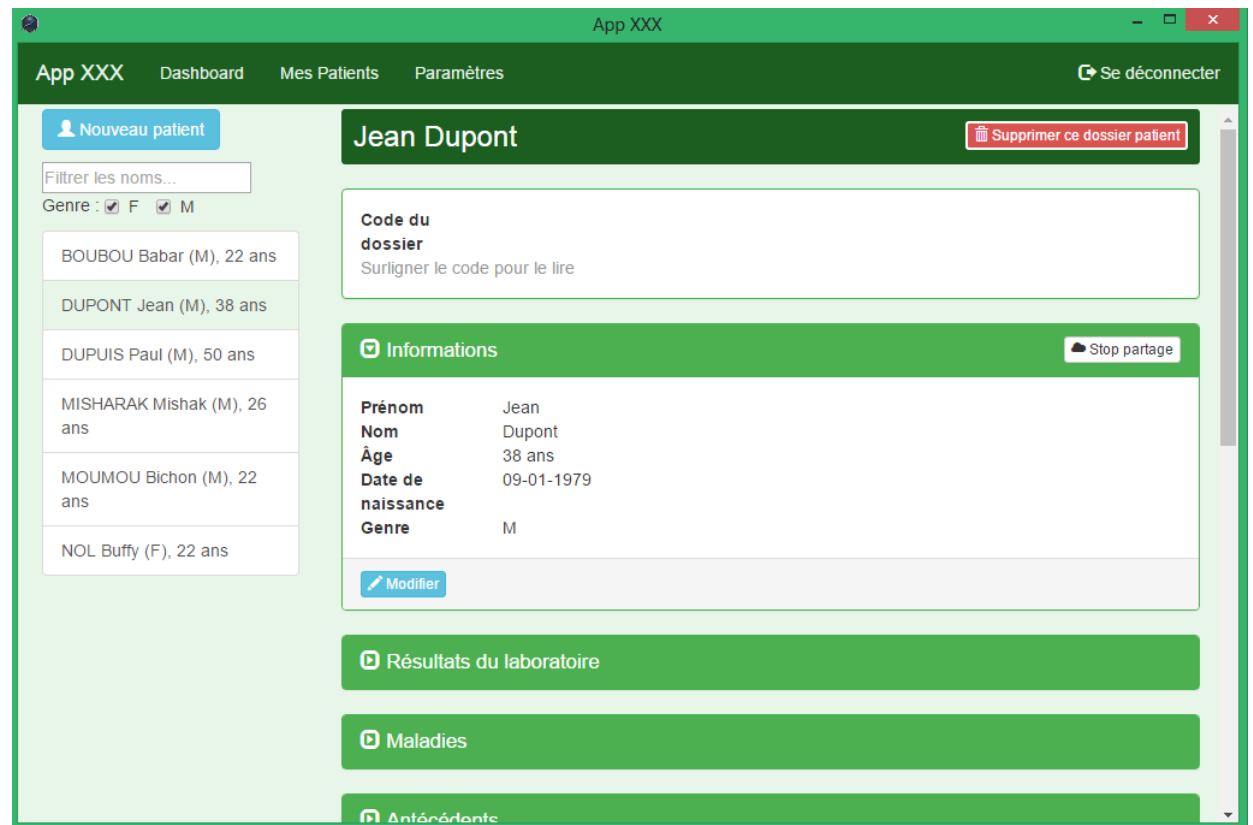 App XXX
App XXX Dashboard Mes Patients Paramètres Se déconnecter
Nouveau patient
Filtrer les noms...
Genre : F M
BOUBOU Babar (M), 22 ans
DUPONT Jean (M), 38 ans
DUPUIS Paul (M), 50 ans
MISHARAK Mishak (M), 26
ans
MOUMOU Bichon (M), 22
ans
NOL Buffy (F), 22 ans
Jean Dupont Supprimer ce dossier patient
Code du
dossier
Surligner le code pour le lire
Informations Stop partage
Prénom Jean
Nom Dupont
Âge 38 ans
Date de 09-01-1979
naissance
Genre M
Modifier
Résultats du laboratoire
Maladies
Antécédents